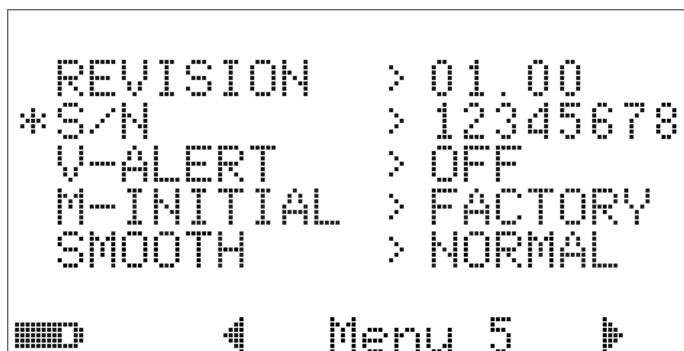 REVISION > 01.00
*S/N > 12345678
V-ALERT > OFF
M-INITIAL > FACTORY
SMOOTH > NORMAL
Menu 5